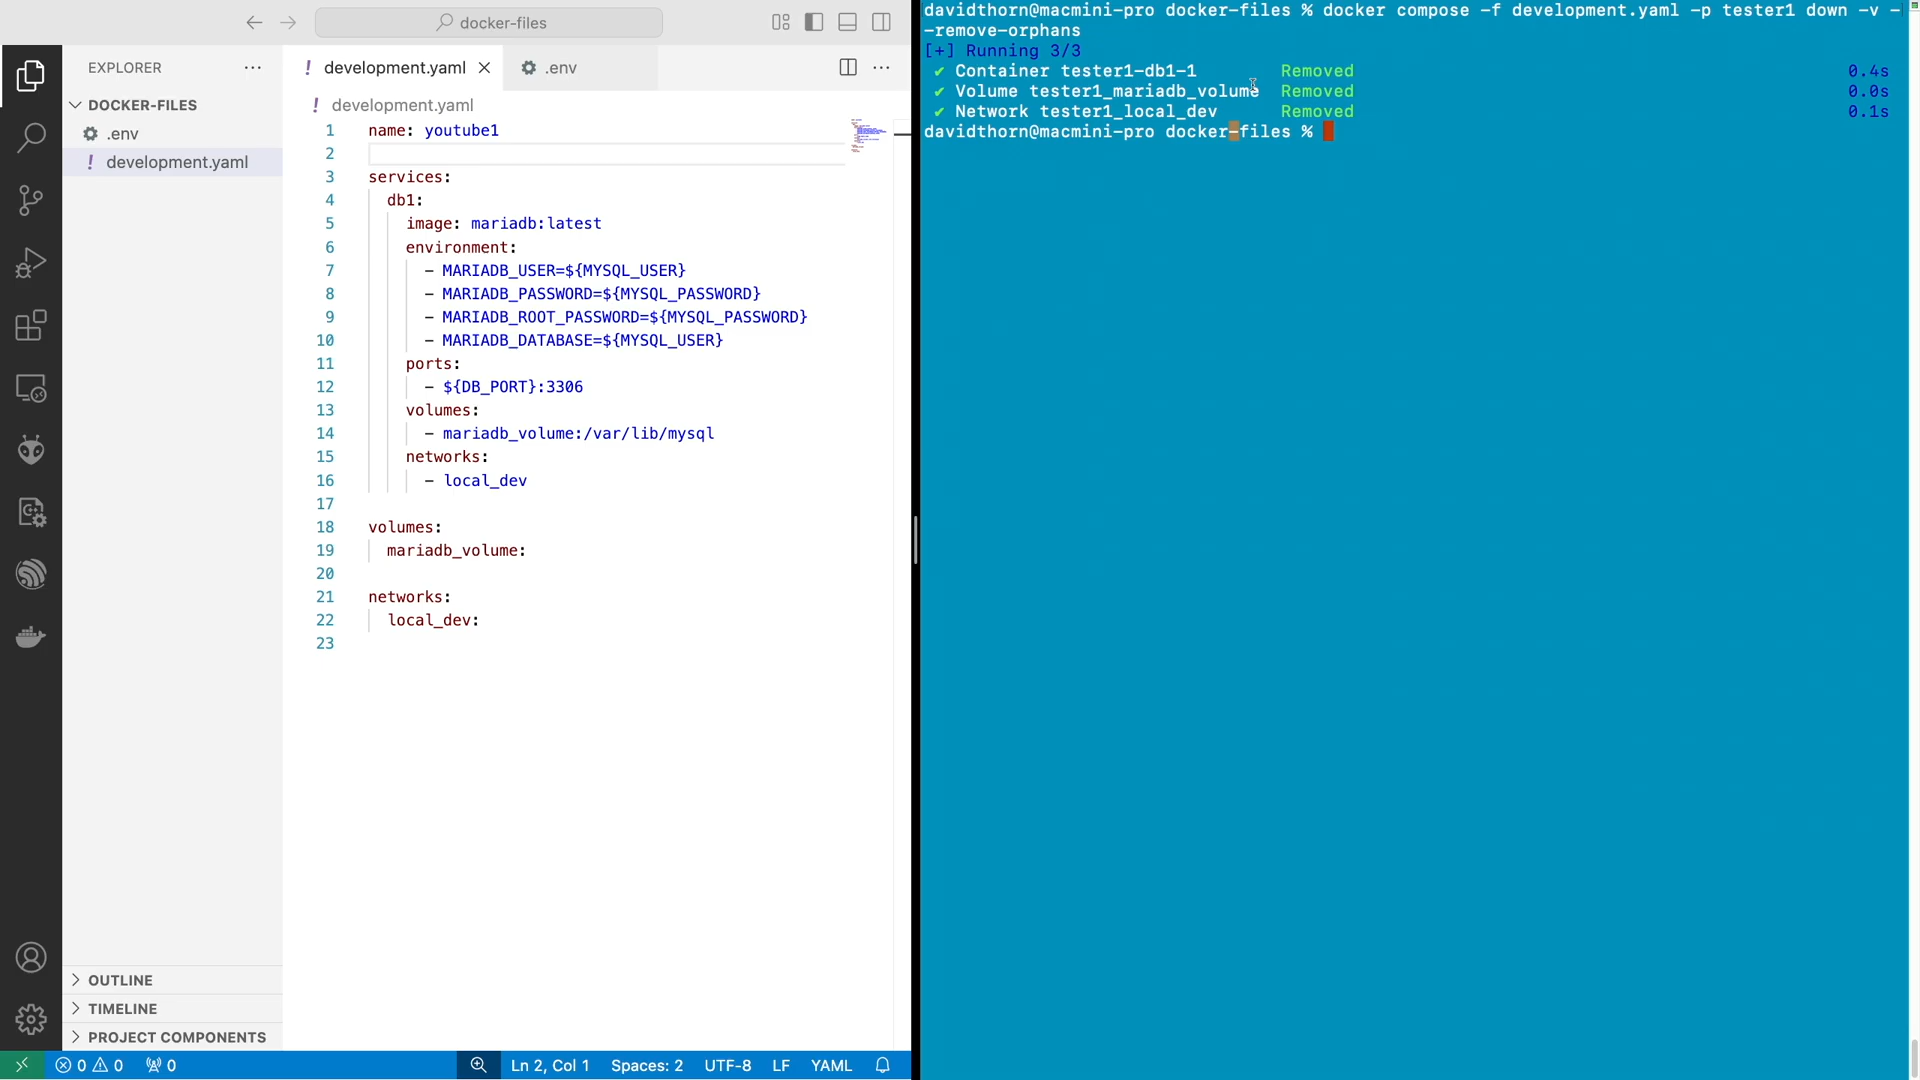 docker-files
EXPLORER
DOCKER-FILES
.env
! development.yaml
! development.yaml
.env
! development.yaml
1 name: youtube1
2
3 services:
4 db1:
5 image: mariadb:latest
6 environment:
7 - MARIADB_USER=${MYSQL_USER}
8 - MARIADB_PASSWORD=${MYSQL_PASSWORD}
9 - MARIADB_ROOT_PASSWORD=${MYSQL_PASSWORD}
10 - MARIADB_DATABASE=${MYSQL_USER}
11 ports:
12 - ${DB_PORT}:3306
13 volumes:
14 - mariadb_volume:/var/lib/mysql
15 networks:
16 - local_dev
17
18 volumes:
19 mariadb_volume:
20
21 networks:
22 local_dev:
23
OUTLINE
TIMELINE
PROJECT COMPONENTS
0 0 0
Ln 2, Col 1 Spaces: 2 UTF-8 LF YAML
davidthorn@macmini-pro docker-files % docker compose -f development.yaml -p tester1 down -v -
-remove-orphans
[+] Running 3/3
✔ Container tester1-db1-1 Removed 0.4s
✔ Volume tester1_mariadb_volume Removed 0.0s
✔ Network tester1_local_dev Removed 0.1s
davidthorn@macmini-pro docker-files %